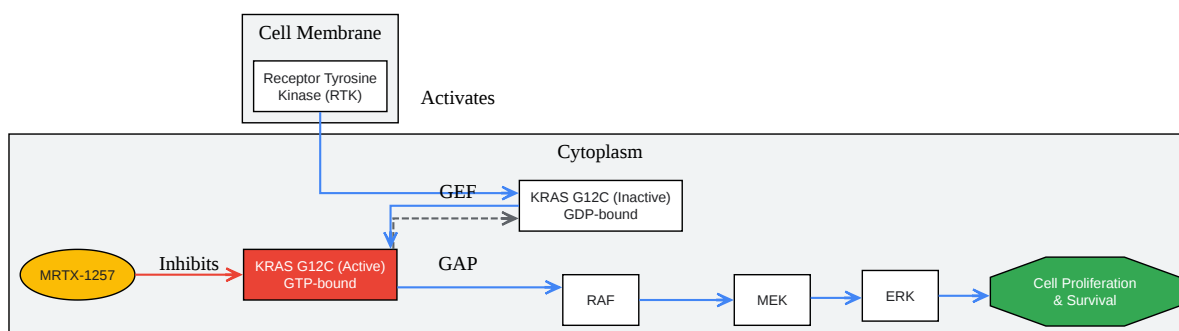 Cell Membrane
Receptor Tyrosine
Kinase (RTK)
Activates
Cytoplasm
GEF
KRAS G12C (Inactive)
GDP-bound
MRTX-1257
Inhibits
KRAS G12C (Active)
GTP-bound
GAP
RAF
MEK
ERK
Cell Proliferation
& Survival